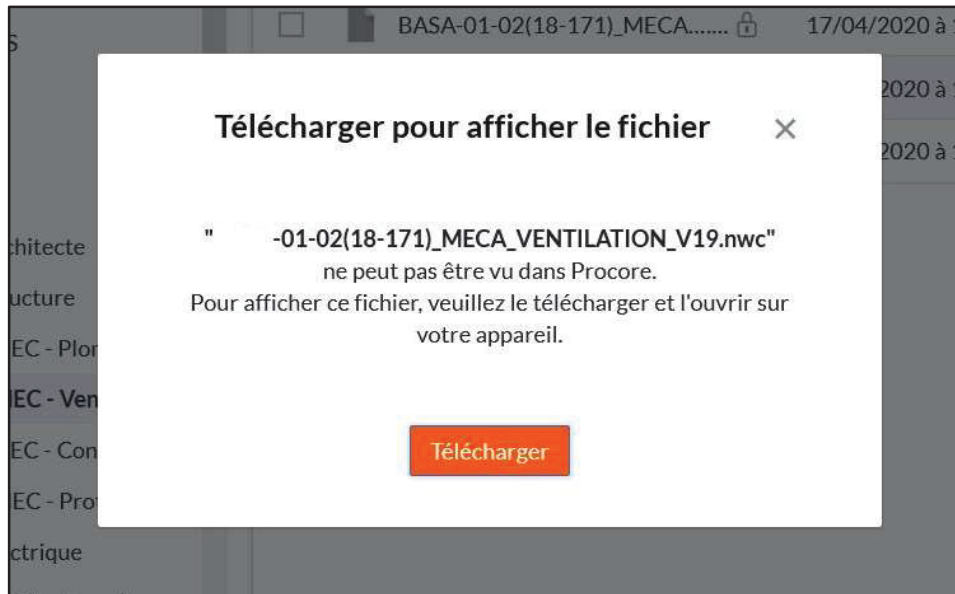 BASA-01-02(18-171)_MECA....... 17/04/2020 à
2020 à
Télécharger pour afficher le fichier
2020 à
" -01-02(18-171)_MECA_VENTILATION_V19.nwc"
ne peut pas être vu dans Procore.
Pour afficher ce fichier, veuillez le télécharger et l'ouvrir sur
votre appareil.
Télécharger
chitecte
ucture
EC - Plor
IEC - Ven
EC - Con
EC - Pro
ctrique